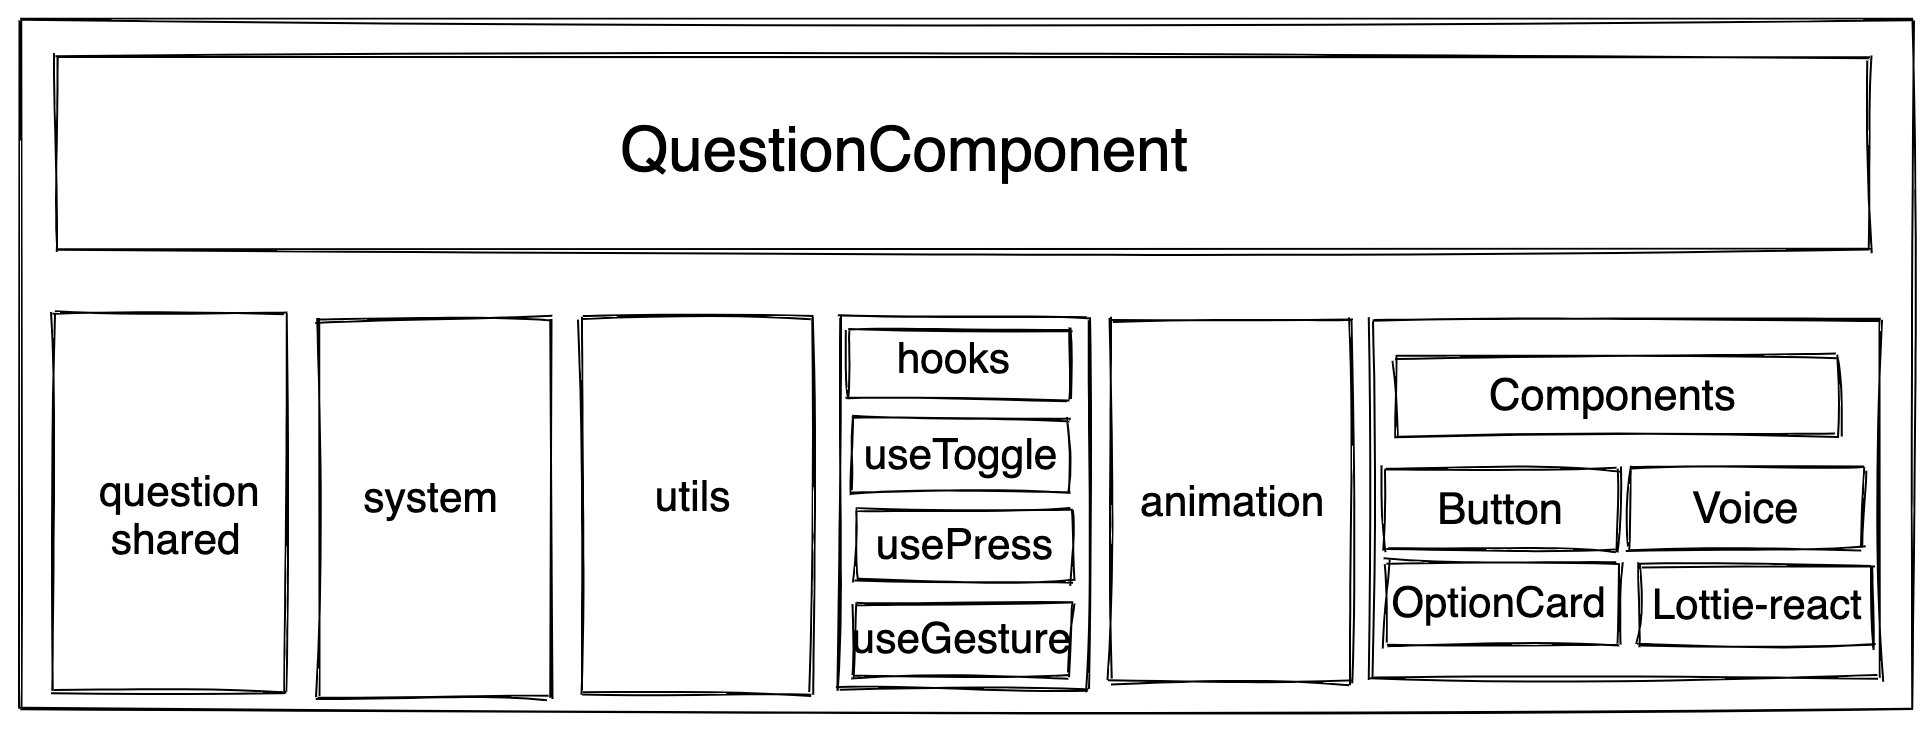 QuestionComponent
question
shared
system
utils
hooks
useToggle
usePress
useGesture
animation
Components
Button
Voice
OptionCard
Lottie-react